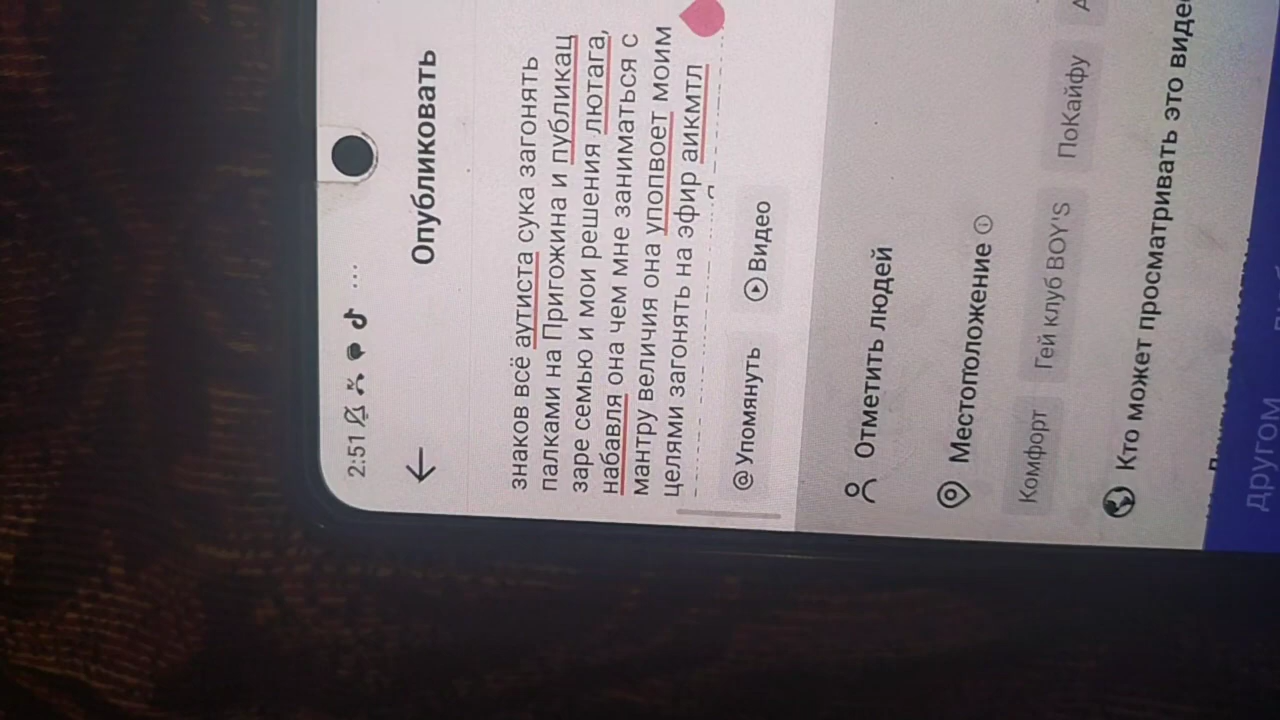 2:51
Опубликовать
знаков всё аутиста сука загонять
палками на Пригожина и публикац
заре семью и мои решения лютага,
набавля она чем мне заниматься с
мантру величия она уполвоет моим
целями загонять на эфир аикмтл
@ Упомянуть
Видео
Отметить людей
Местоположение
Комфорт
Гей клуб BOY'S
ПоКайфу
Кто может просматривать это видео
другом